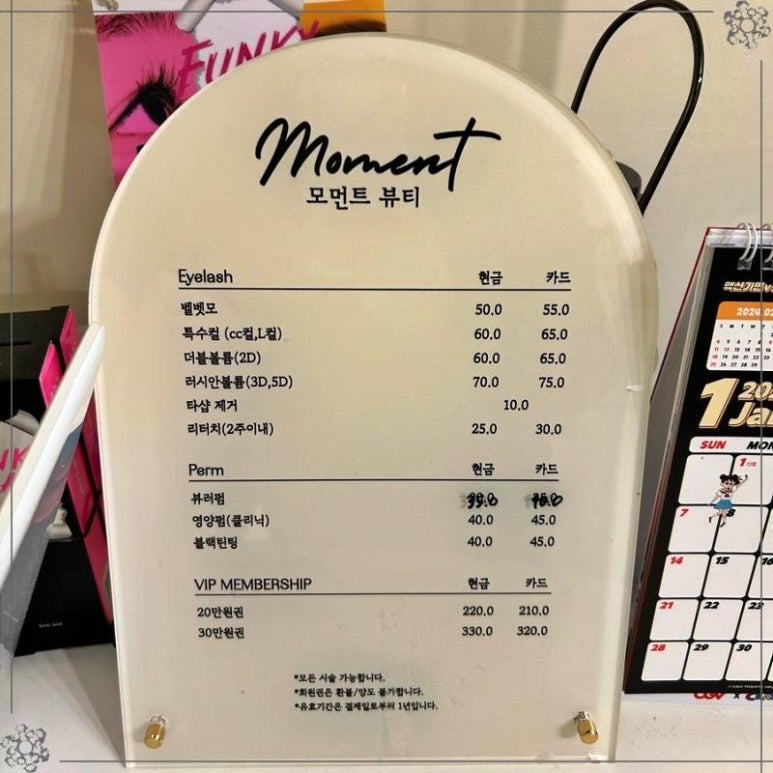 FUNKY
Moment
모먼트 뷰티
Eyelash 현금 카드
벨벳모 50.0 55.0
특수컬 (cc컬,L컬) 60.0 65.0
더블볼륨(2D) 60.0 65.0
러시안볼륨(3D,5D) 70.0 75.0
타샵 제거 10.0
리터치(2주이내) 25.0 30.0
Perm 현금 카드
뷰러펌
영양펌(클리닉) 40.0 45.0
블랙틴팅 40.0 45.0
VIP MEMBERSHIP 현금 카드
20만원권 220.0 210.0
30만원권 330.0 320.0
*모든 시술 가능합니다.
*회원권은 환불/양도 불가합니다.
*유효기간은 결제일로부터 1년입니다.
1
SUN
1
7 8
14 15
21 22
28 29 30
CGV x